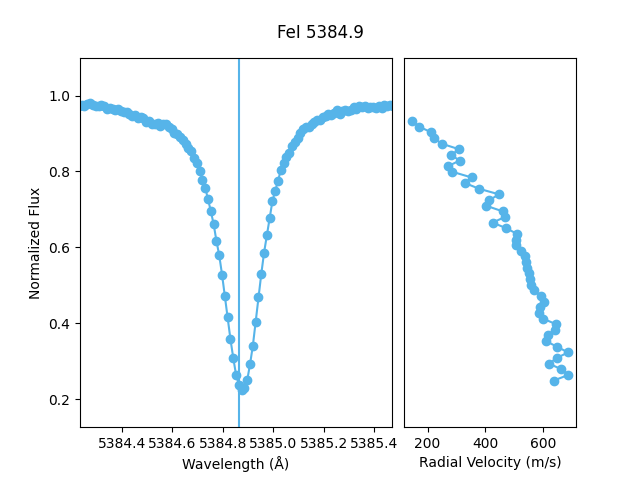 FeI 5384.9
Normalized Flux
1.0
0.8
0.6
0.4
0.2
5384.4 5384.6 5384.8 5385.0 5385.2 5385.4
Wavelength (Å)
200 400 600
Radial Velocity (m/s)